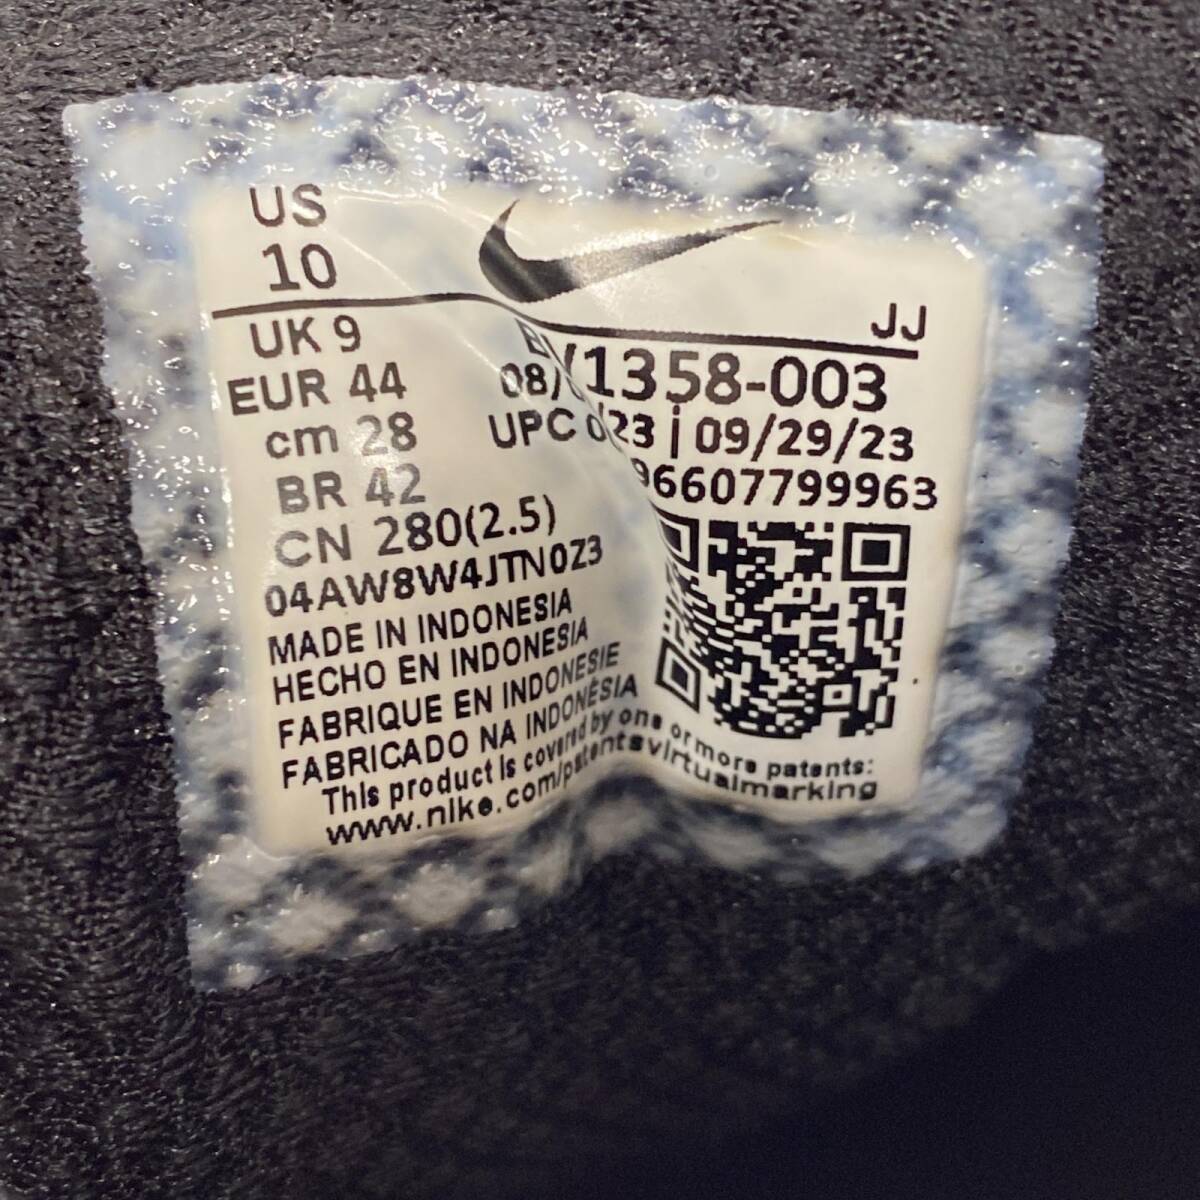 US
10
JJ
UK 9
EUR 44
cm 28
BR 42
CN 280(2.5)
1358-003
09/29/23
UPC
96607799963
04AW8W4JTN0Z3
MADE IN INDONESIA
HECHO EN INDONESIA
FABRIQUE EN INDONESIE
FABRICADO NA INDONÉSIA
This product is covered by one or more patents:
www.nike.com/patentsvirtualmarking